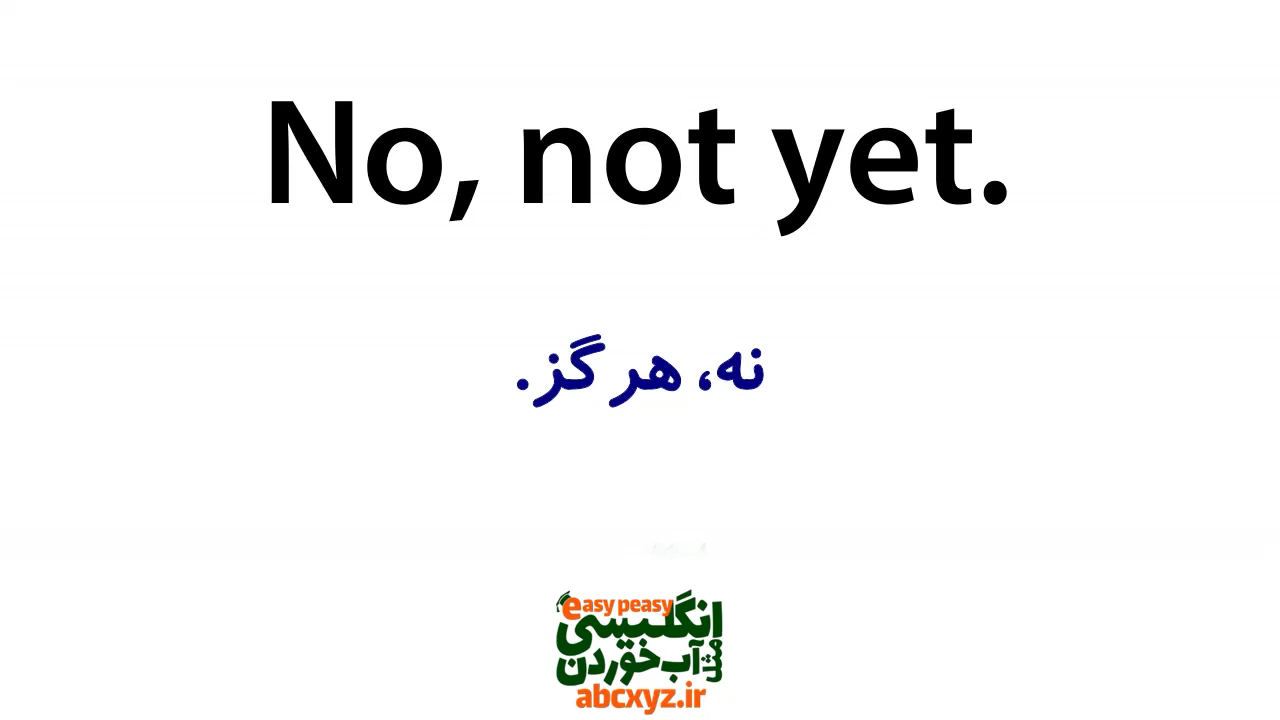 No, not yet.
نه، هرگز.
easy peasy
انگلیسی
مثل آب خوردن
abcxyz.ir